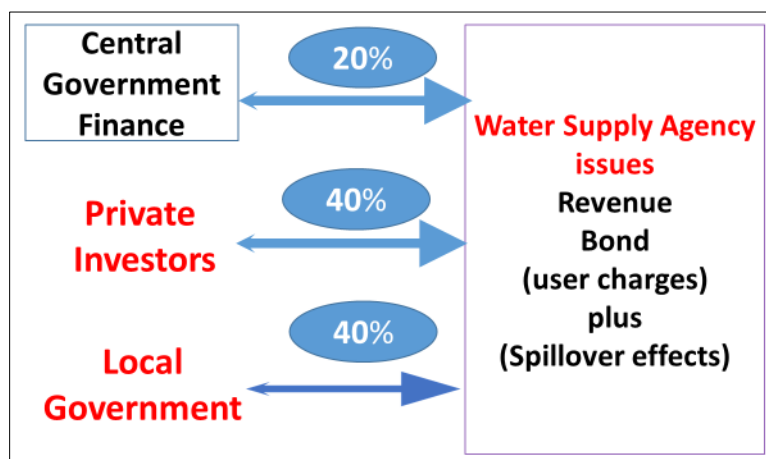 Central
Government
Finance
20%
Private
Investors
40%
Local
Government
40%
Water Supply Agency
issues
Revenue
Bond
(user charges)
plus
(Spillover effects)